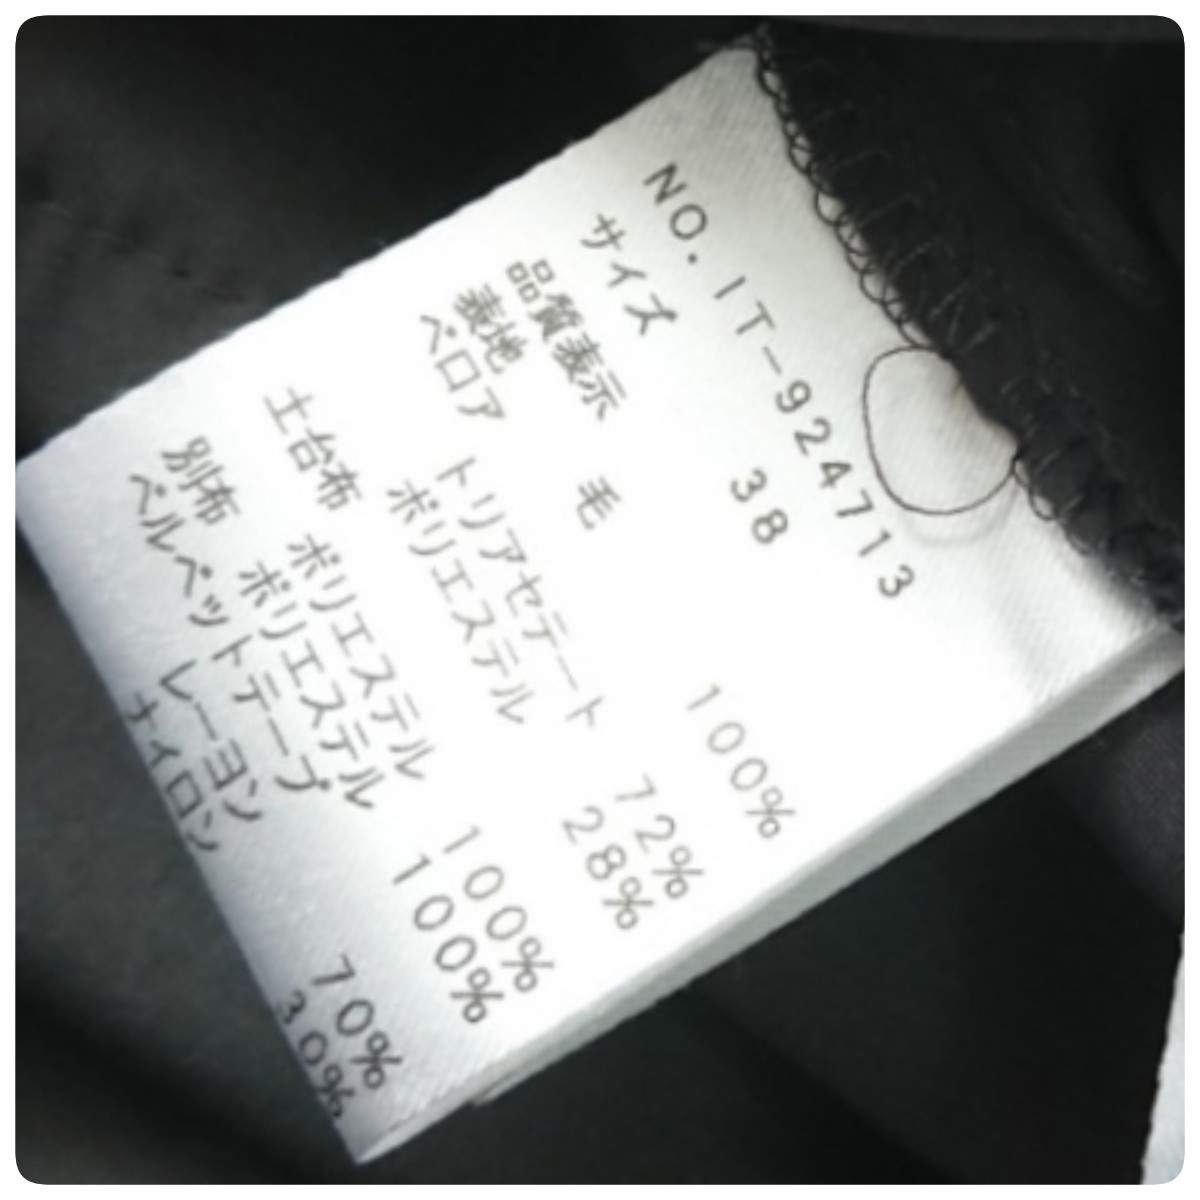 NO. IT-924713
サイズ 38
品質表示
表地 毛 100%
ベロア
トリアセテート 72%
ポリエステル 28%
土台布
ポリエステル 100%
別布 ポリエステル 100%
ベルベットテープ
レーヨン 70%
ナイロン 30%